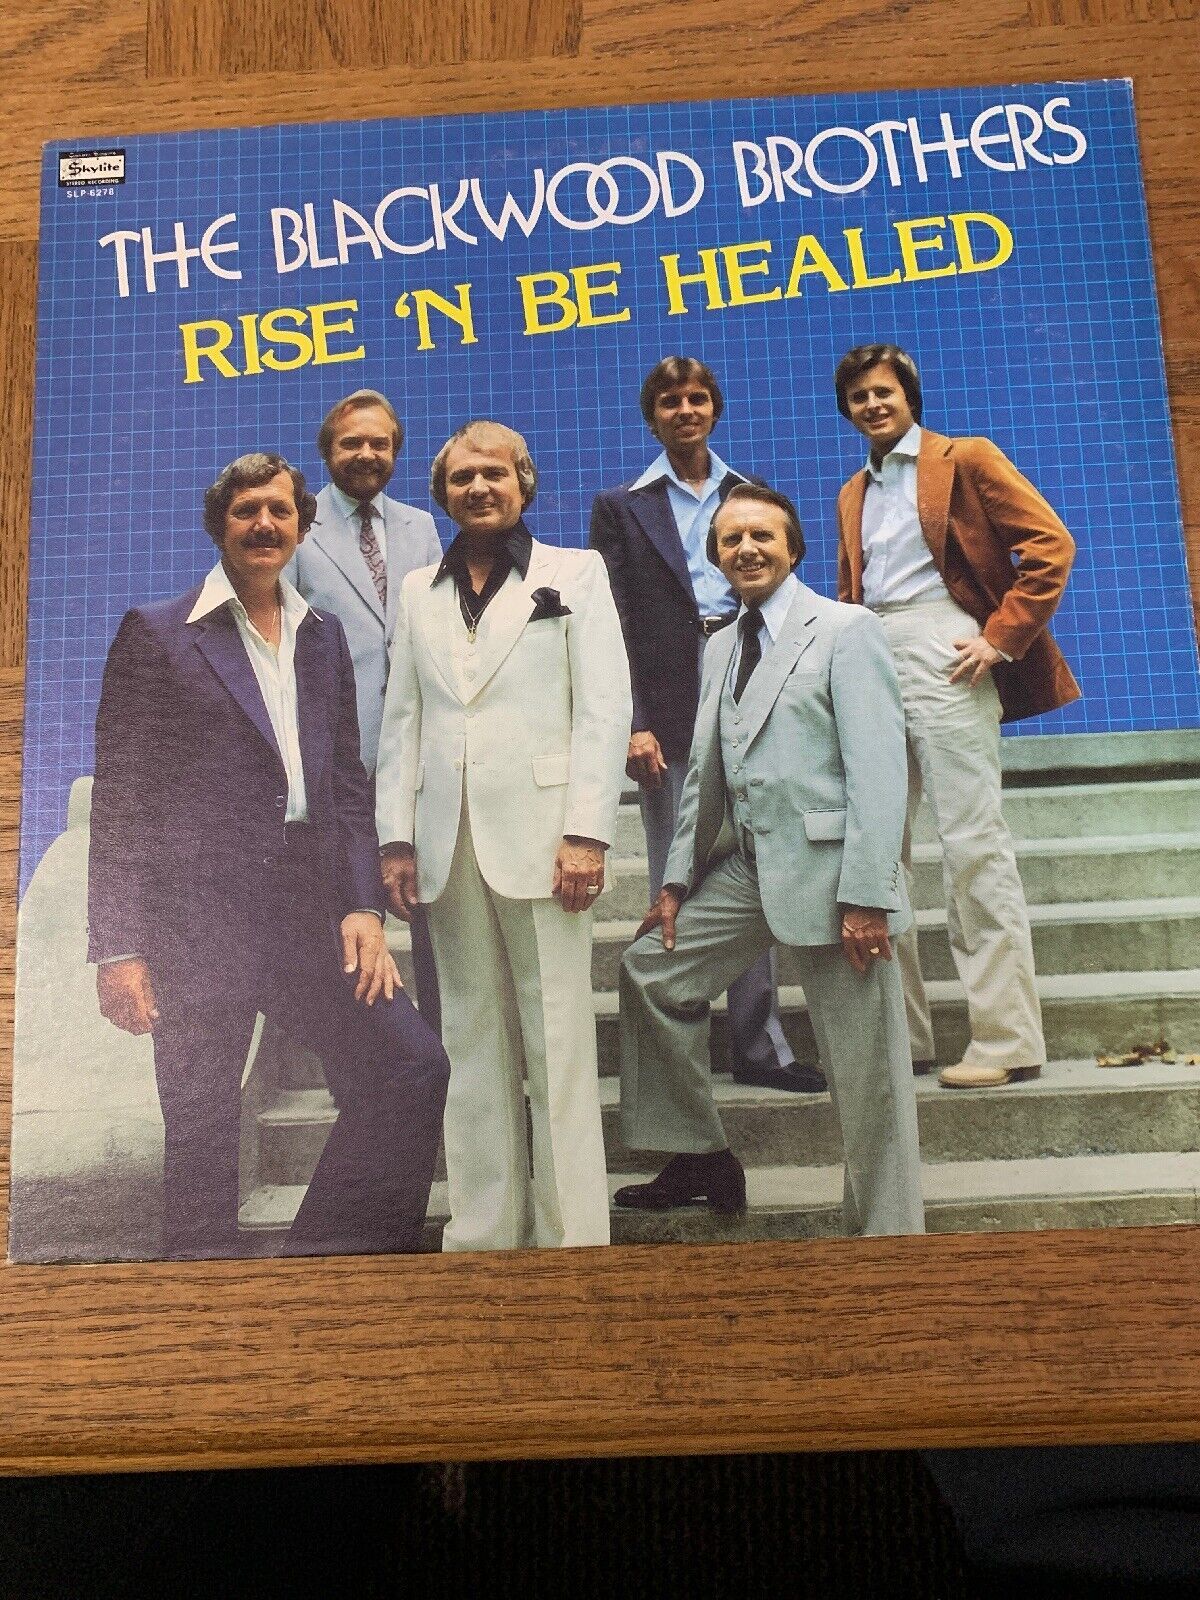 Skylite
STEREO RECORDING
SLP-6278
THE BLACKWOOD BROTHERS
RISE 'N BE HEALED